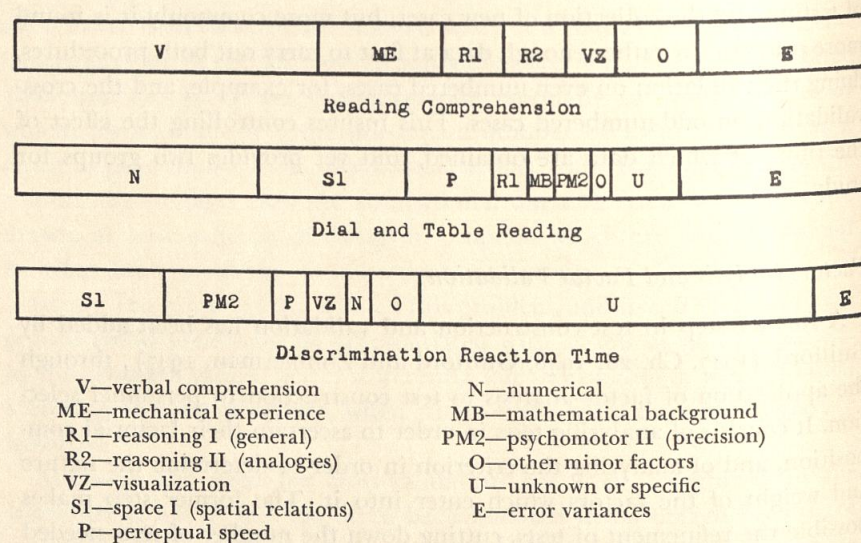 V ME R1 R2 VZ O E
Reading Comprehension
N S1 P R1 MB PM2 O U E
Dial and Table Reading
S1 PM2 P VZ N O U E
Discrimination Reaction Time
V—verbal comprehension
ME—mechanical experience
R1—reasoning I (general)
R2—reasoning II (analogies)
VZ—visualization
SI—space I (spatial relations)
P—perceptual speed
N—numerical
MB—mathematical background
PM2—psychomotor II (precision)
O—other minor factors
U—unknown or specific
E—error variances